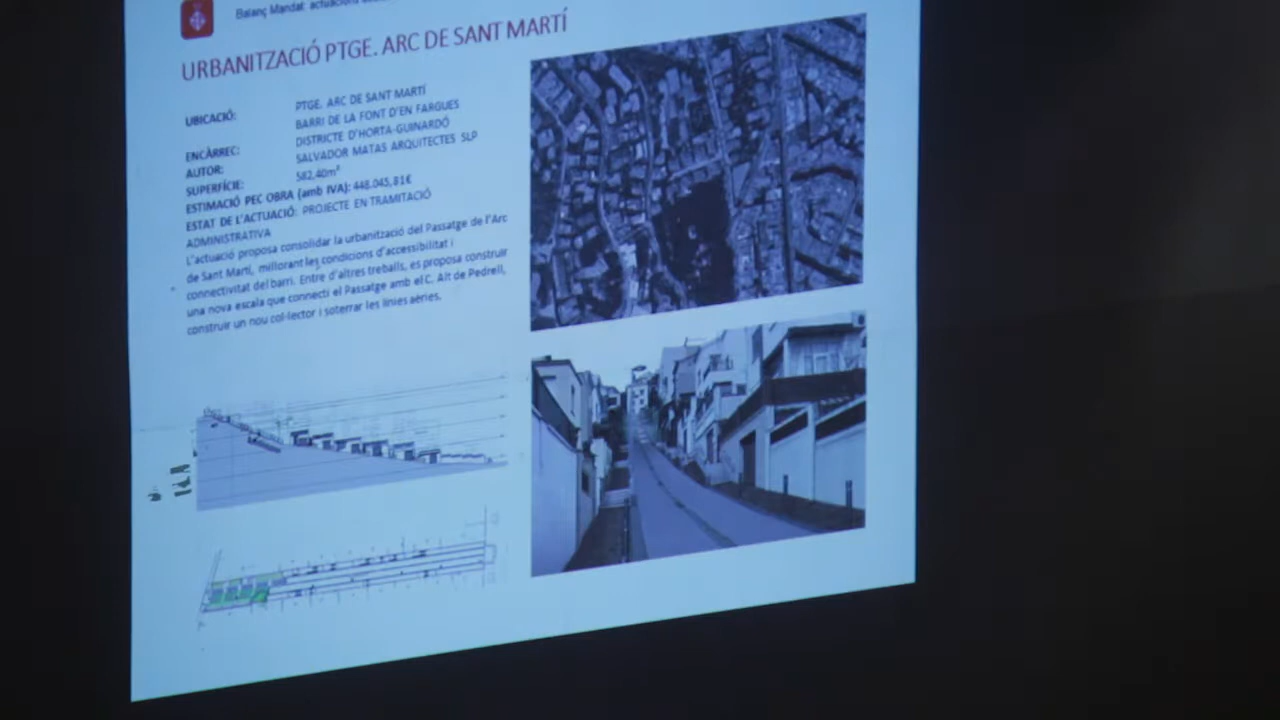 Balanç Mandat: actuacions
URBANITZACIÓ PTGE. ARC DE SANT MARTÍ
UBICACIÓ: PTGE. ARC DE SANT MARTÍ
BARRI DE LA FONT D'EN FARGUES
DISTRICTE D'HORTA-GUINARDÓ
ENCÀRREC:
AUTOR: SALVADOR MATAS ARQUITECTES SLP
SUPERFÍCIE: 582,40m²
ESTIMACIÓ PEC OBRA (amb IVA): 448.045,81€
ESTAT DE L'ACTUACIÓ: PROJECTE EN TRAMITACIÓ
ADMINISTRATIVA
L'actuació proposa consolidar la urbanització del Passatge de l'Arc
de Sant Martí, millorant les condicions d'accessibilitat i
connectivitat del barri. Entre d'altres treballs, es proposa construir
una nova escala que connecti el Passatge amb el C. Alt de Pedrell,
construir un nou col·lector i soterrar les línies aèries.